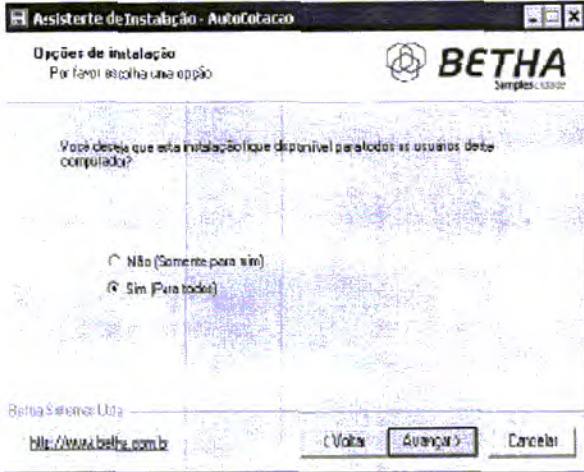 Assistente de Instalação - AutoCotacao
Opções de instalação
Por favor escolha uma opção
BETHA
Simplescidade
Você deseja que esta instalação fique disponível para todos os usuários deste
computador?
Não (Somente para mim)
Sim (Para todos)
Betha Sistemas Ltda
http://www.betha.com.br
< Voltar
Avançar >
Cancelar